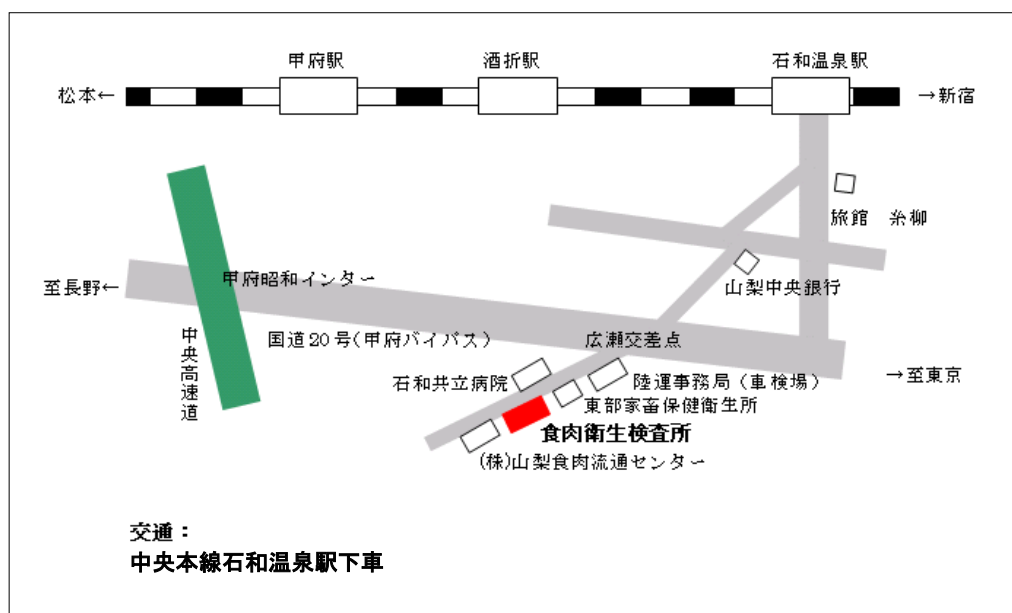 甲府駅
酒折駅
石和温泉駅
松本←
→新宿
旅館　糸柳
甲府昭和インター
至長野←
山梨中央銀行
中央高速道
国道20号(甲府バイパス)
広瀬交差点
→至東京
石和共立病院
陸運事務局（車検場）
東部家畜保健衛生所
食肉衛生検査所
(株)山梨食肉流通センター
交通：
中央本線石和温泉駅下車